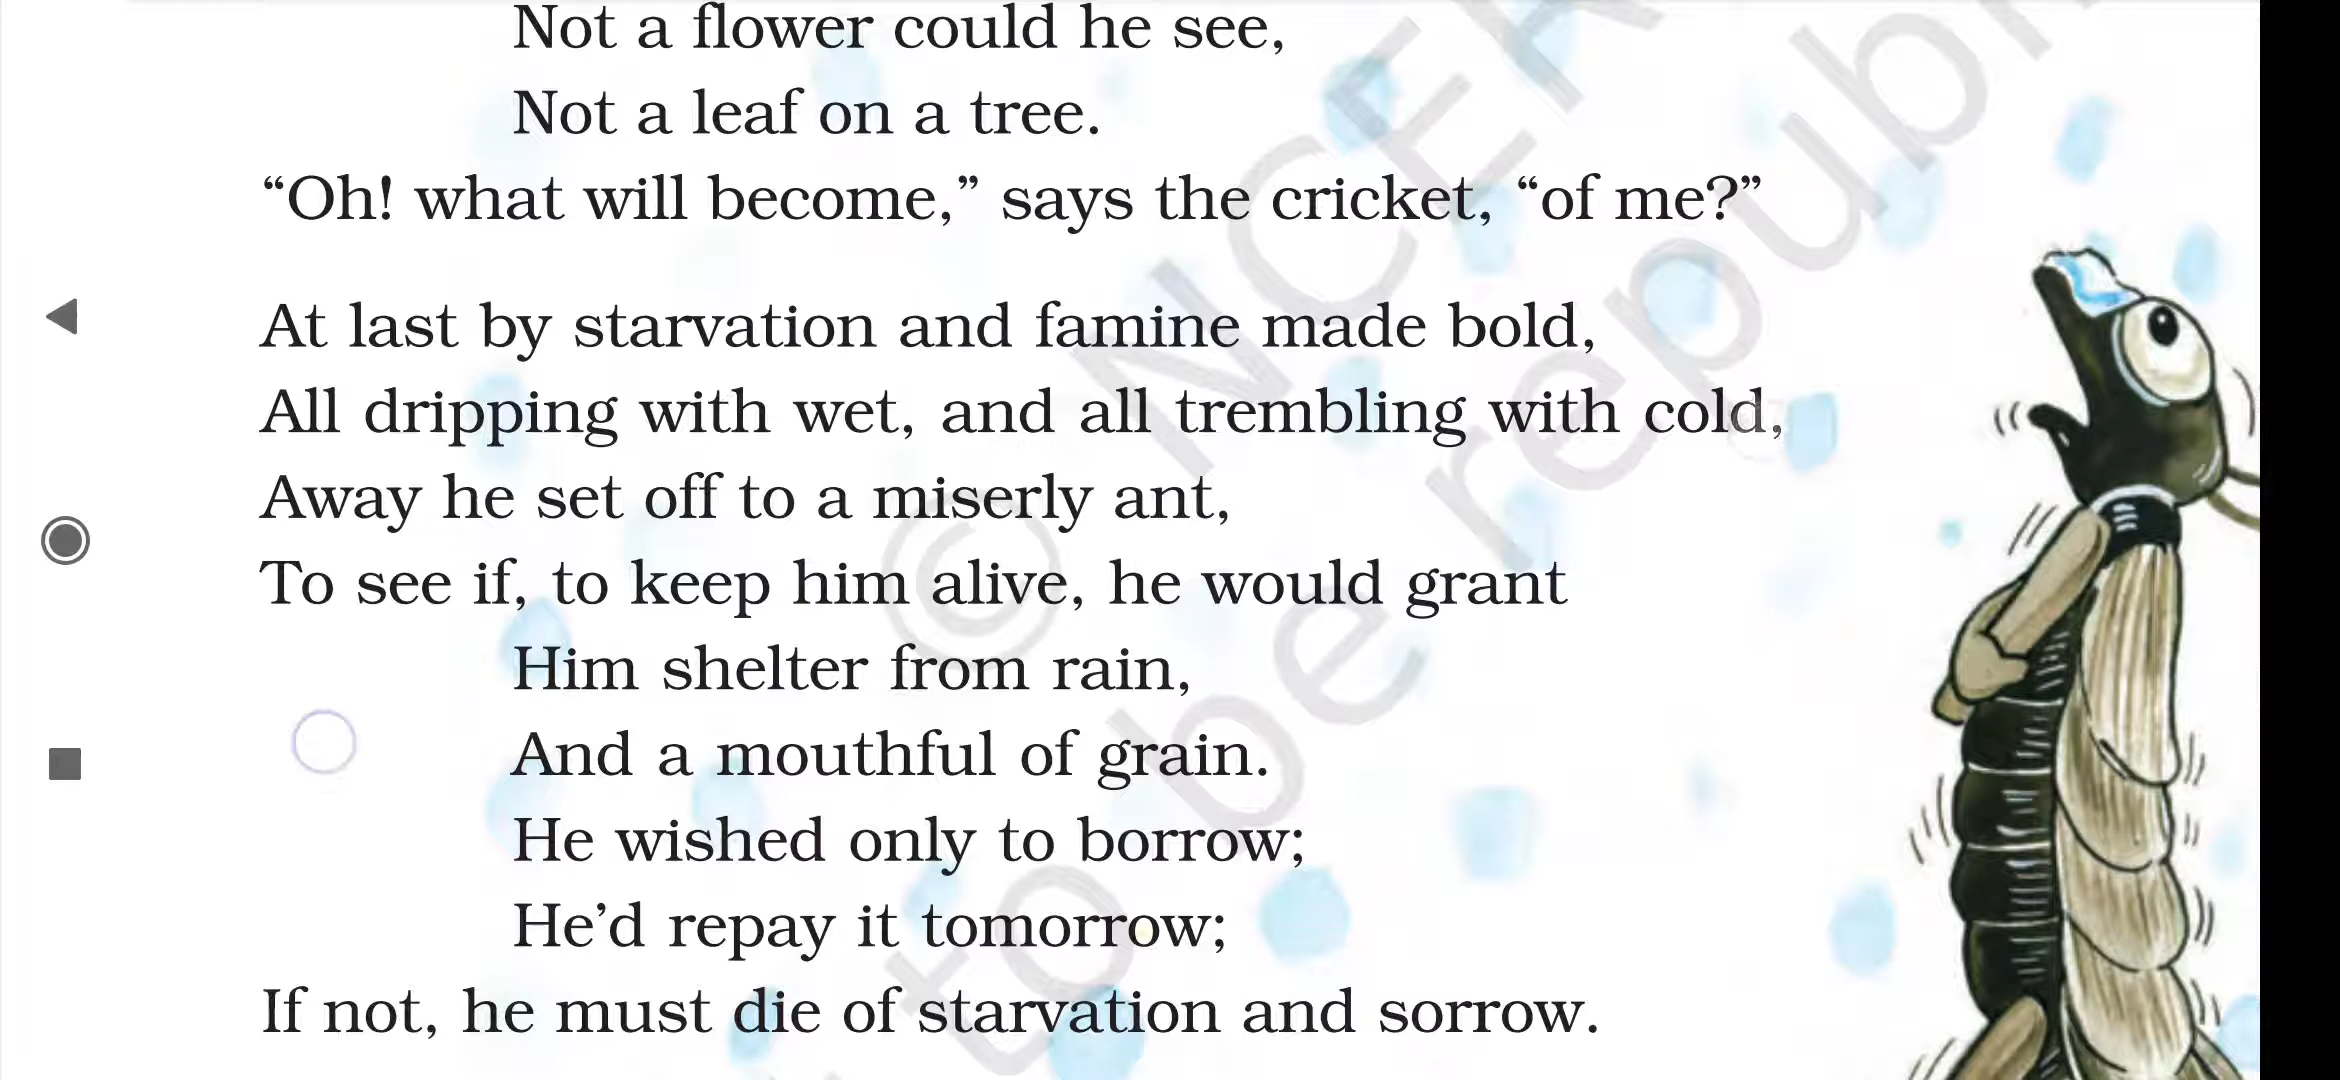 Not a flower could he see,
Not a leaf on a tree.
“Oh! what will become,” says the cricket, “of me?”
At last by starvation and famine made bold,
All dripping with wet, and all trembling with cold,
Away he set off to a miserly ant,
To see if, to keep him alive, he would grant
Him shelter from rain,
And a mouthful of grain.
He wished only to borrow;
He’d repay it tomorrow;
If not, he must die of starvation and sorrow.
© NCER
to be republ